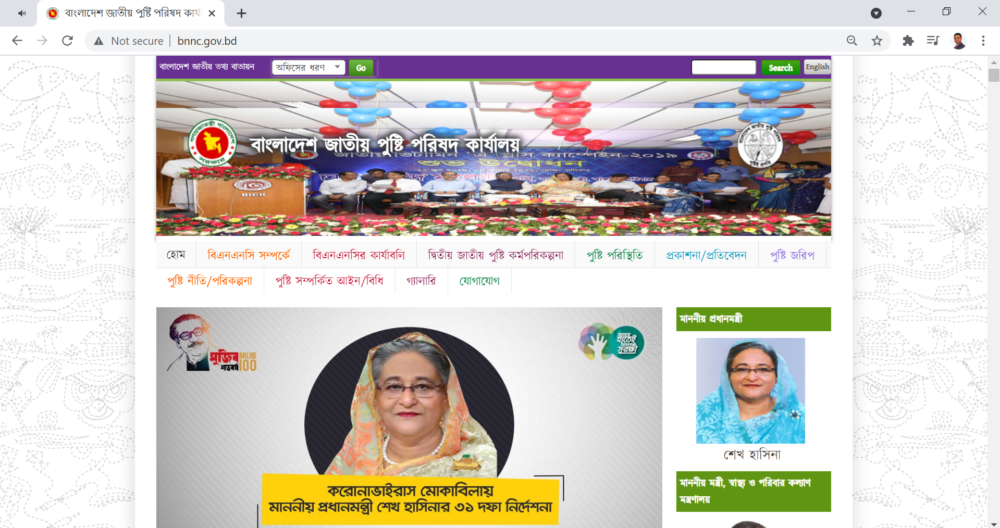 বাংলাদেশ জাতীয় পুষ্টি পরিষদ কার্য
Not secure
bnnc.gov.bd
বাংলাদেশ জাতীয় তথ্য বাতায়ন
অফিসের ধরণ
Go
Search
English
গণপ্রজাতন্ত্রী বাংলাদেশ
সরকার
বাংলাদেশ জাতীয় পুষ্টি পরিষদ কার্যালয়
জাতীয় ভিটামিন এ প্লাস ক্যাম্পেইন-২০১৯
শুভ উদ্বোধন
BICH
হোম
বিএনএনসি সম্পর্কে
বিএনএনসির কার্যাবলি
দ্বিতীয় জাতীয় পুষ্টি কর্মপরিকল্পনা
পুষ্টি পরিস্থিতি
প্রকাশনা/প্রতিবেদন
পুষ্টি জরিপ
পুষ্টি নীতি/পরিকল্পনা
পুষ্টি সম্পর্কিত আইন/বিধি
গ্যালারি
যোগাযোগ
মুজিব
শতবর্ষ
MUJIB
100
আমার
হাতেই
আমার
সুরক্ষা
করোনাভাইরাস মোকাবিলায়
মাননীয় প্রধানমন্ত্রী শেখ হাসিনার ৩১ দফা নির্দেশনা
মাননীয় প্রধানমন্ত্রী
শেখ হাসিনা
মাননীয় মন্ত্রী, স্বাস্থ্য ও পরিবার কল্যাণ
মন্ত্রণালয়